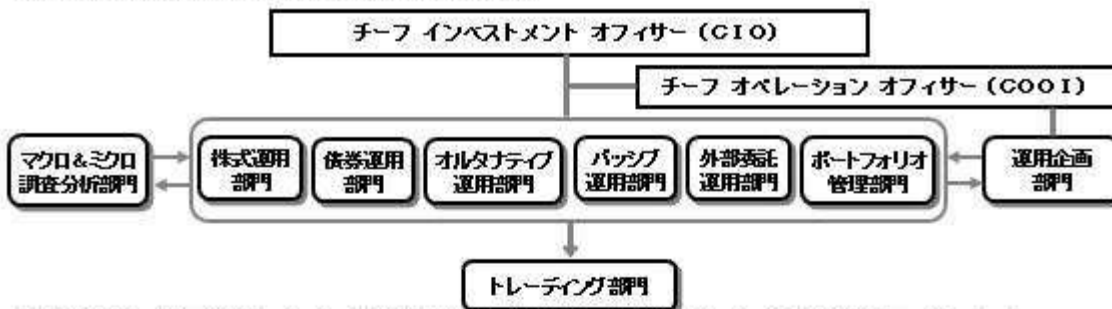 チーフ インベストメント オフィサー (CIO)
チーフ オペレーション オフィサー (COOI)
マクロ&ミクロ
調査分析部門
株式運用
部門
債券運用
部門
オルタナティブ
運用部門
パッシブ
運用部門
外部委託
運用部門
ポートフォリオ
管理部門
運用企画
部門
トレーディング部門